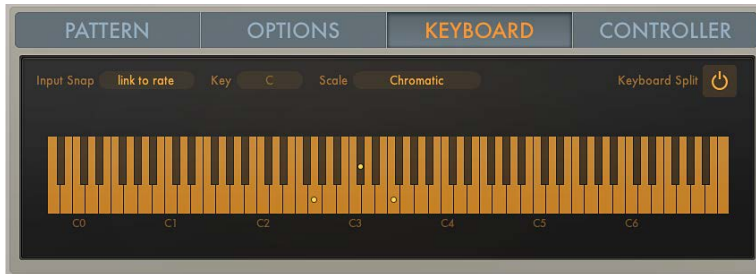 PATTERN OPTIONS KEYBOARD CONTROLLER
Input Snap link to rate Key C Scale Chromatic Keyboard Split
C0 C1 C2 C3 C4 C5 C6